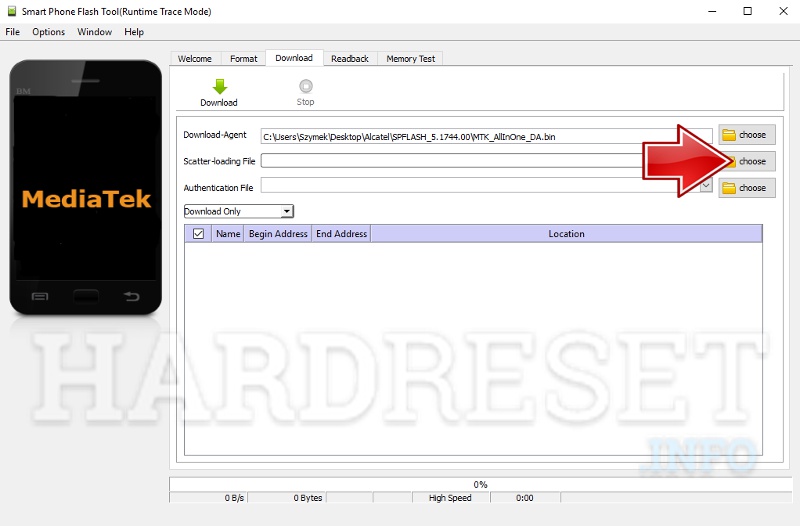 Smart Phone Flash Tool(Runtime Trace Mode)
File Options Window Help
Welcome Format Download Readback Memory Test
BM
Download Stop
Download-Agent C:\Users\Szymek\Desktop\Alcatel\SPFLASH_5.1744.00\MTK_AllInOne_DA.bin choose
Scatter-loading File choose
Authentication File choose
MediaTek
Download Only
Name Begin Address End Address Location
HARDRESET
.INFO
0%
0 B/s 0 Bytes High Speed 0:00